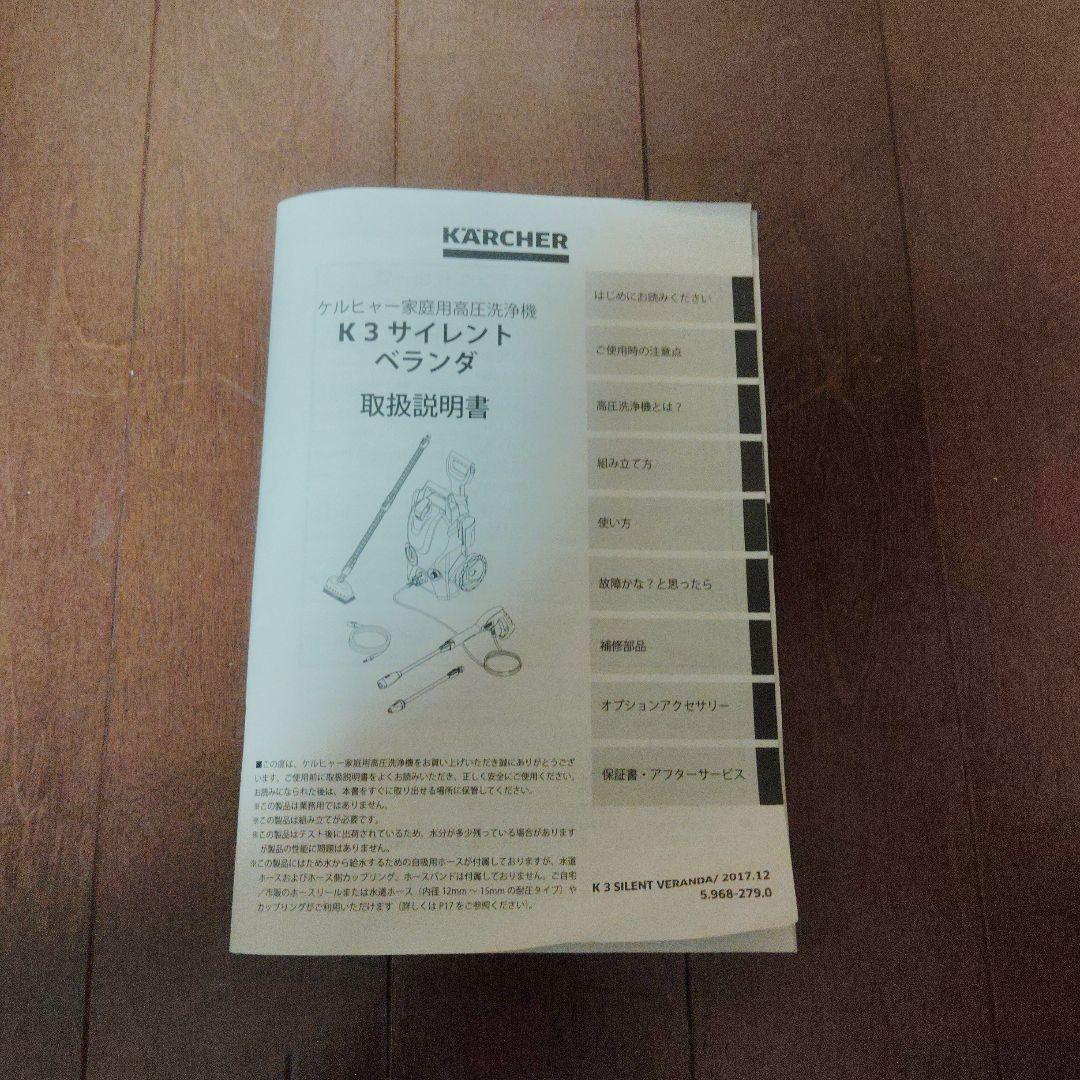 KÄRCHER
ケルヒャー家庭用高圧洗浄機
K 3 サイレント
ベランダ
取扱説明書
はじめにお読みください
ご使用時の注意点
高圧洗浄機とは？
組み立て方
使い方
故障かな？と思ったら
補修部品
オプションアクセサリー
保証書・アフターサービス
■この度は、ケルヒャー家庭用高圧洗浄機をお買い上げいただき誠にありがとうござ
います。ご使用前に取扱説明書をよくお読みいただき、正しく安全にご使用ください。
お読みになられた後は、本書をすぐに取り出せる場所に保管してください。
※この製品は業務用ではありません。
※この製品は組み立てが必要です。
※この製品はテスト後に出荷されているため、水分が多少残っている場合があります
が製品の性能に問題はありません。
※この製品にはため水から給水するための自吸用ホースが付属しておりますが、水道
ホースおよびホース側カップリング、ホースバンドは付属しておりません。ご自宅
／市販のホースリールまたは水道ホース（内径12mm～15mmの耐圧タイプ）や
カップリングがご利用いただけます（詳しくはP17をご参照ください）。
K 3 SILENT VERANDA/ 2017.12
5.968-279.0